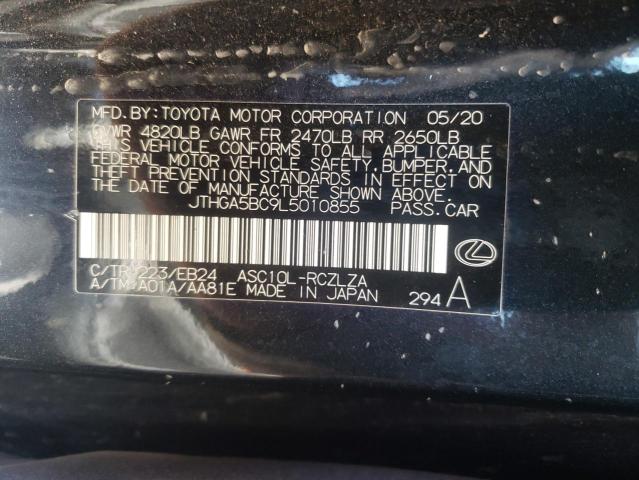 MFD.BY:TOYOTA MOTOR CORPORATION 05/20
GVWR 4820LB GAWR FR 2470LB RR 2650LB
THIS VEHICLE CONFORMS TO ALL APPLICABLE
FEDERAL MOTOR VEHICLE SAFETY, BUMPER, AND
THEFT PREVENTION STANDARDS IN EFFECT ON
THE DATE OF MANUFACTURE SHOWN ABOVE.
JTHGA5BC9L5010855 PASS.CAR
C/TR 223/EB24 ASC10L-RCZLZA
A/TM A01A/AA81E MADE IN JAPAN 294 A